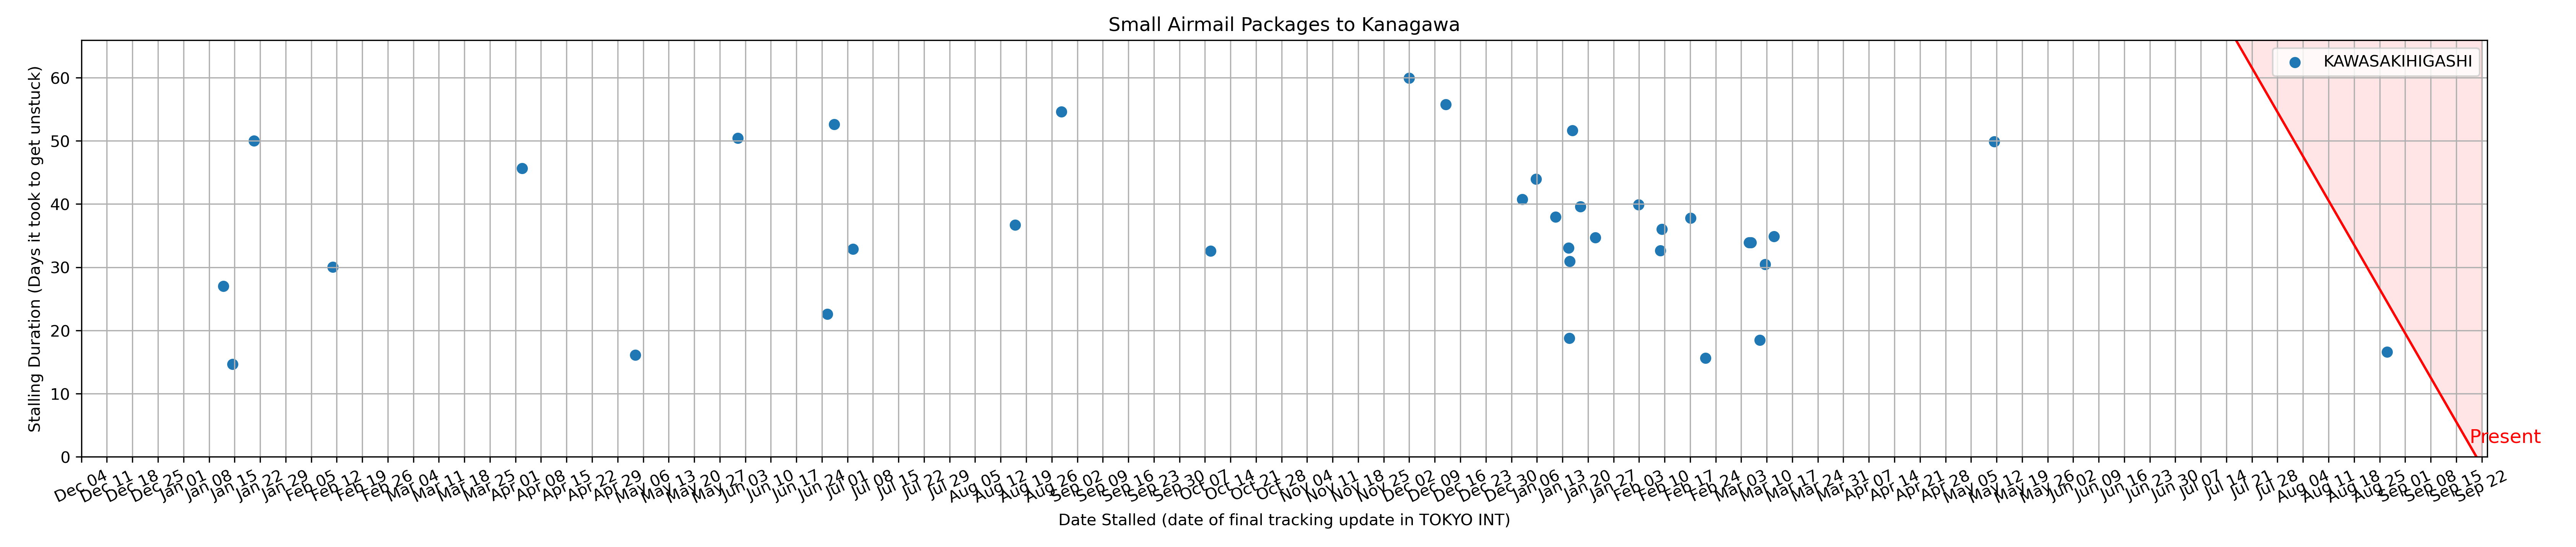 Small Airmail Packages to Kanagawa
KAWASAKIHIGASHI
Stalling Duration (Days it took to get unstuck)
60
50
40
30
20
10
0
Present
Dec 04 Dec 11 Dec 18 Dec 25 Jan 01 Jan 08 Jan 15 Jan 22 Jan 29 Feb 05 Feb 12 Feb 19 Feb 26 Mar 04 Mar 11 Mar 18 Mar 25 Apr 01 Apr 08 Apr 15 Apr 22 Apr 29 May 06 May 13 May 20 May 27 Jun 03 Jun 10 Jun 17 Jun 24 Jul 01 Jul 08 Jul 15 Jul 22 Jul 29 Aug 05 Aug 12 Aug 19 Aug 26 Sep 02 Sep 09 Sep 16 Sep 23 Sep 30 Oct 07 Oct 14 Oct 21 Oct 28 Nov 04 Nov 11 Nov 18 Nov 25 Dec 02 Dec 09 Dec 16 Dec 23 Dec 30 Jan 06 Jan 13 Jan 20 Jan 27 Feb 03 Feb 10 Feb 17 Feb 24 Mar 03 Mar 10 Mar 17 Mar 24 Mar 31 Apr 07 Apr 14 Apr 21 Apr 28 May 05 May 12 May 19 May 26 Jun 02 Jun 09 Jun 16 Jun 23 Jun 30 Jul 07 Jul 14 Jul 21 Jul 28 Aug 04 Aug 11 Aug 18 Aug 25 Sep 01 Sep 08 Sep 15 Sep 22
Date Stalled (date of final tracking update in TOKYO INT)